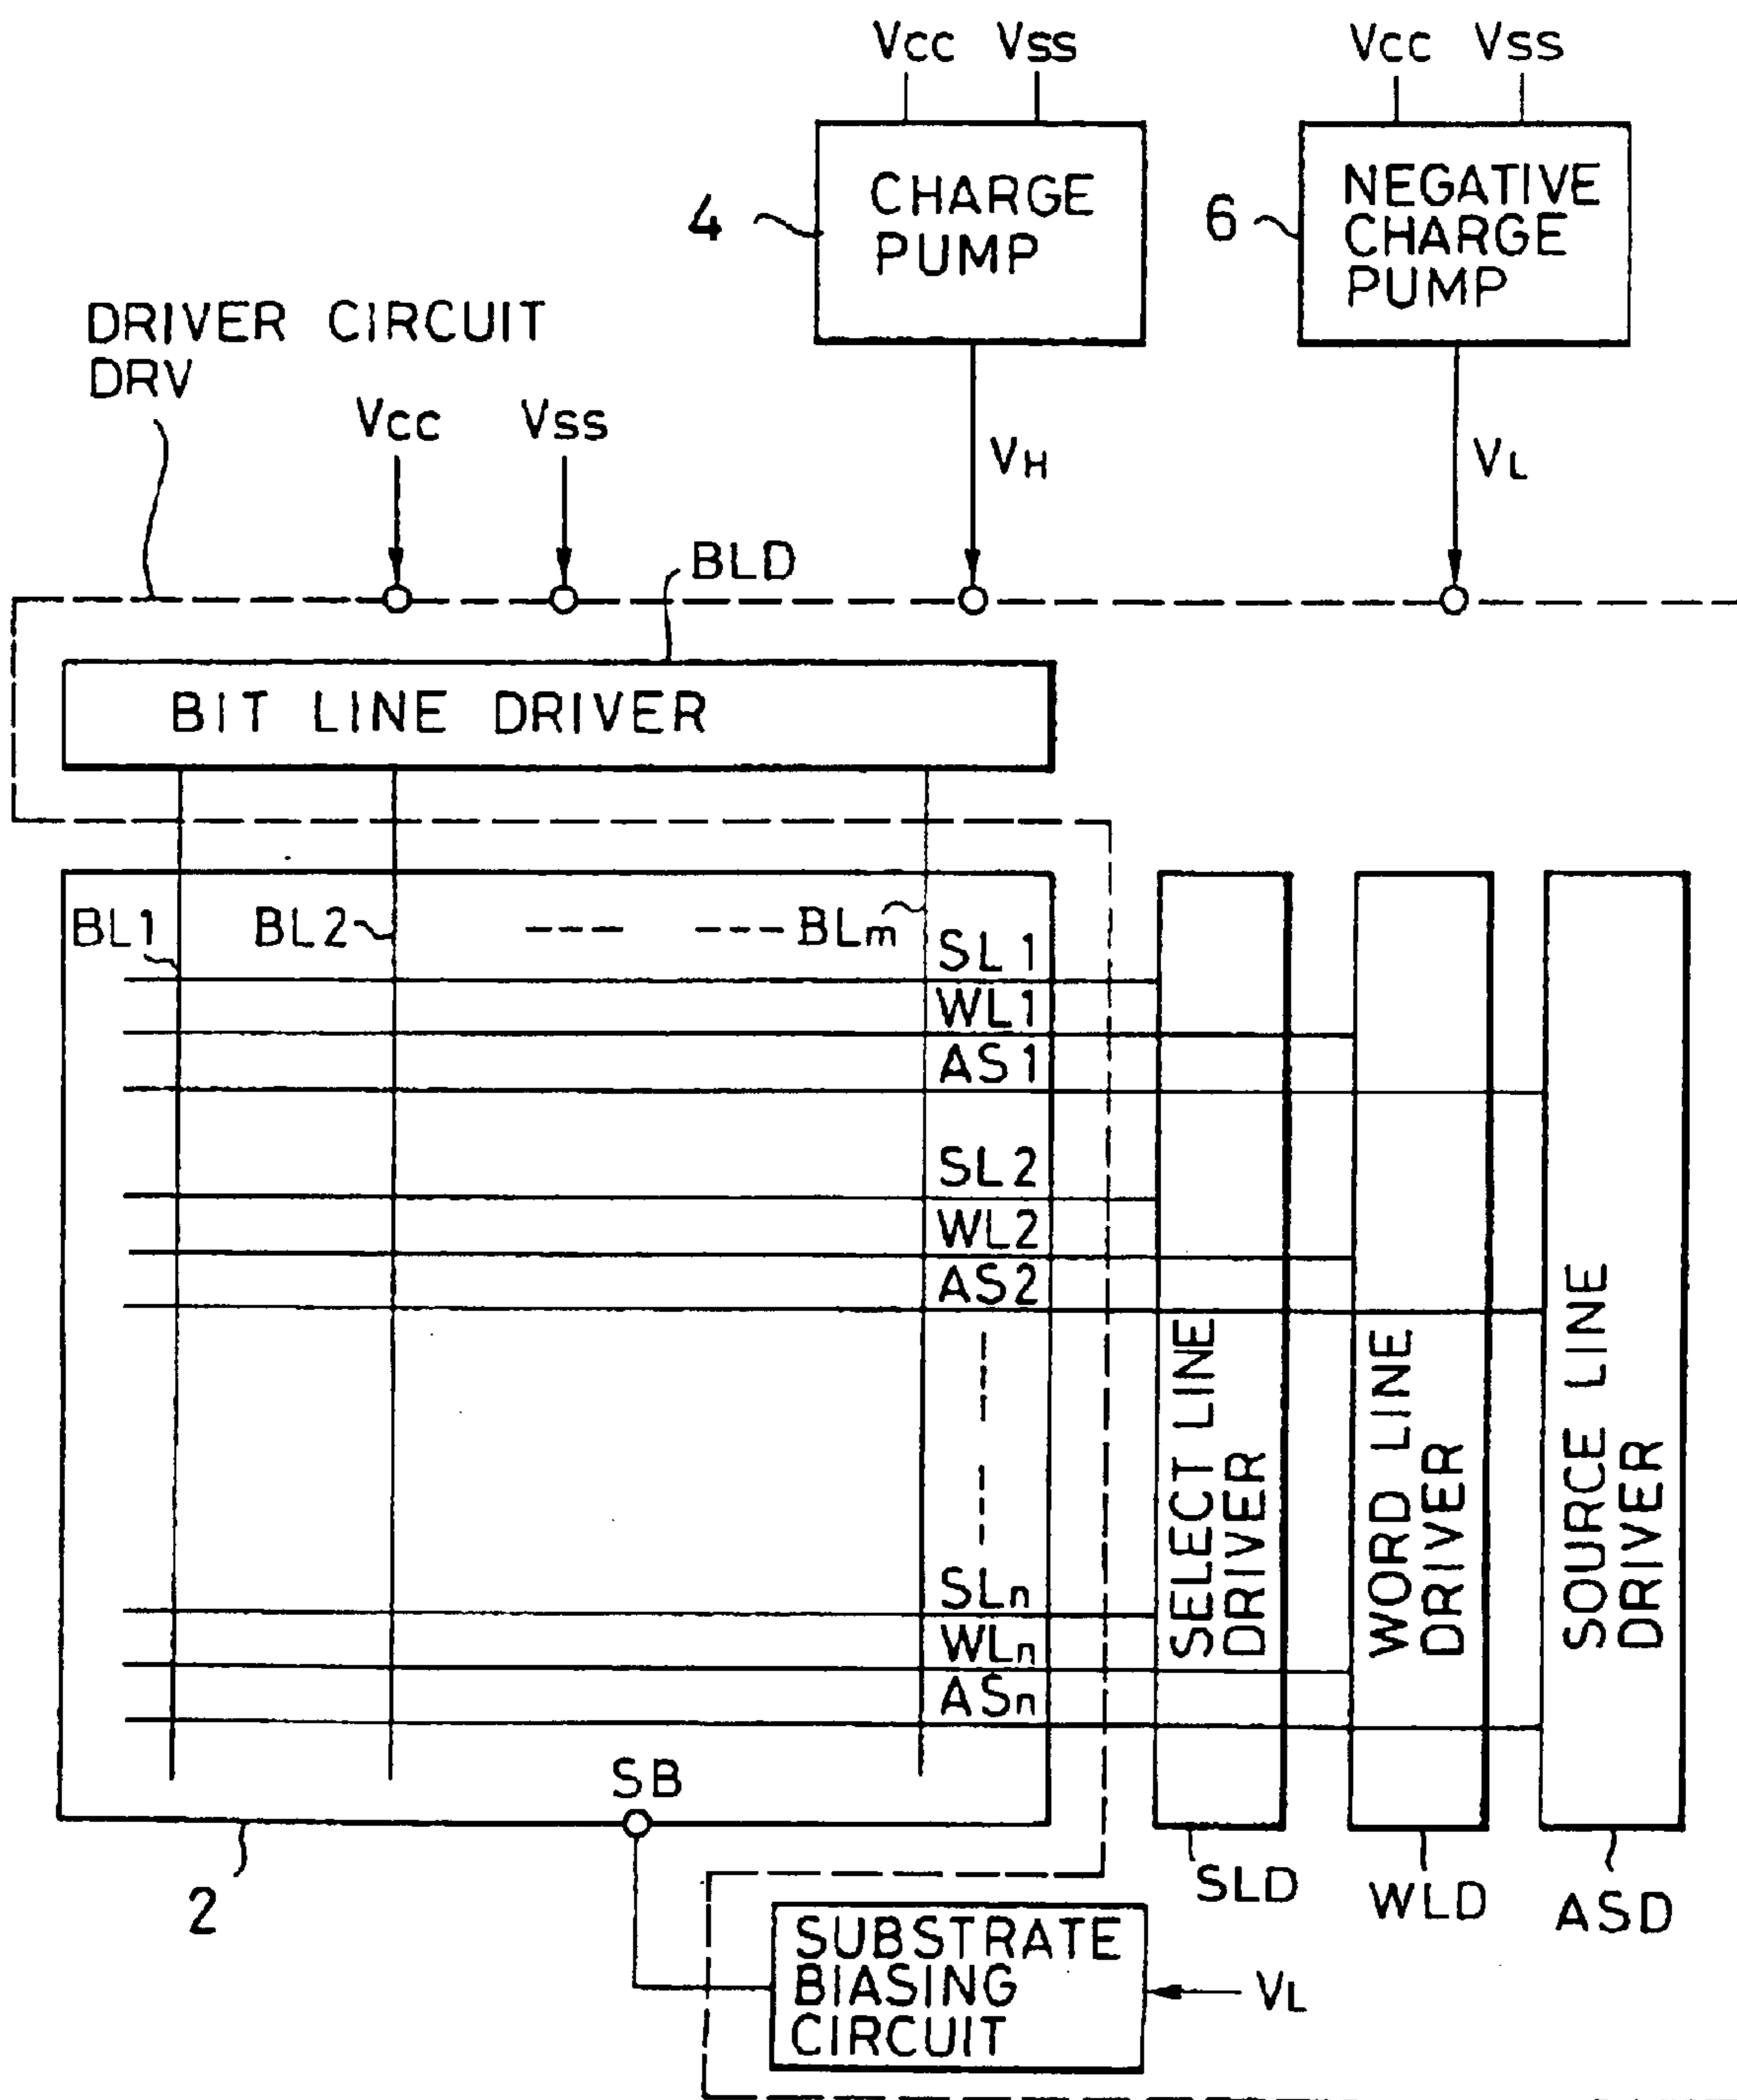 Vcc Vss
Vcc Vss
4
CHARGE
PUMP
6
NEGATIVE
CHARGE
PUMP
DRIVER CIRCUIT
DRV
Vcc
Vss
VH
VL
BLD
BIT LINE DRIVER
BL1
BL2
BLm
SL1
WL1
AS1
SL2
WL2
AS2
SLn
WLn
ASn
SELECT LINE
DRIVER
WORD LINE
DRIVER
SOURCE LINE
DRIVER
SB
2
SLD
WLD
ASD
SUBSTRATE
BIASING
CIRCUIT
VL